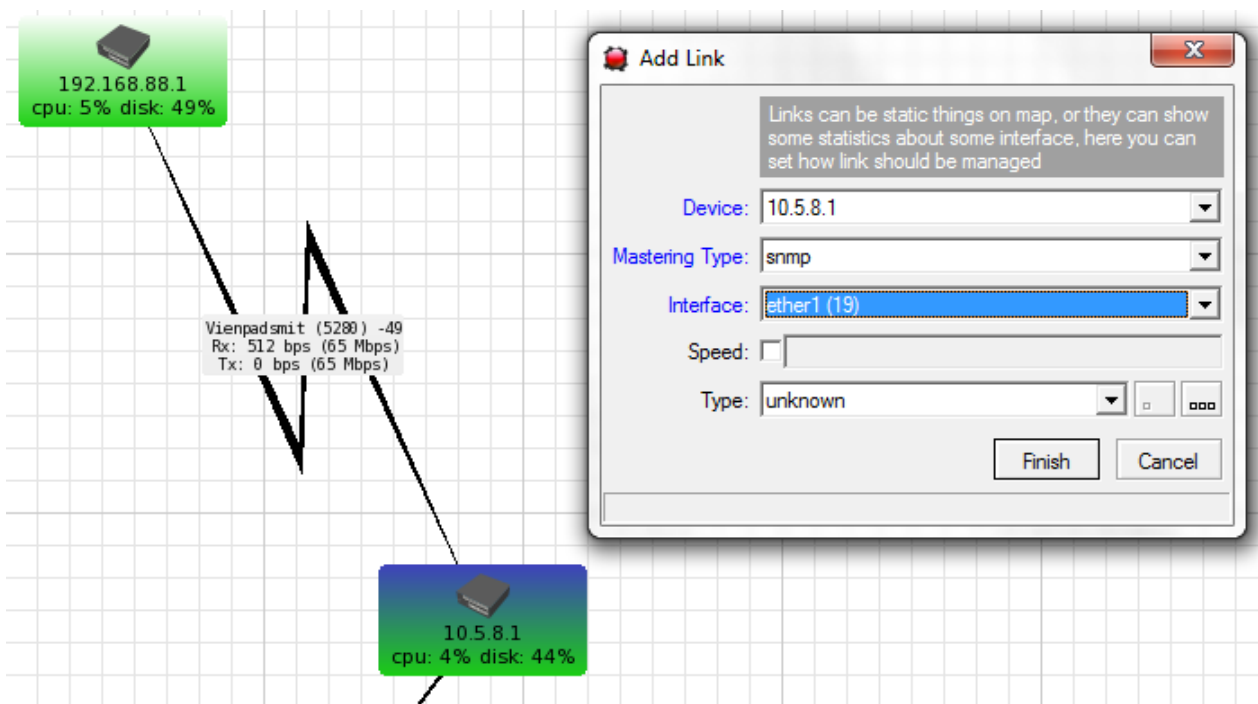 192.168.88.1
cpu: 5% disk: 49%
Vienpadsmit (5280) -49
Rx: 512 bps (65 Mbps)
Tx: 0 bps (65 Mbps)
10.5.8.1
cpu: 4% disk: 44%
Add Link
Links can be static things on map, or they can show
some statistics about some interface, here you can
set how link should be managed
Device: 10.5.8.1
Mastering Type: snmp
Interface: ether1 (19)
Speed:
Type: unknown
Finish Cancel